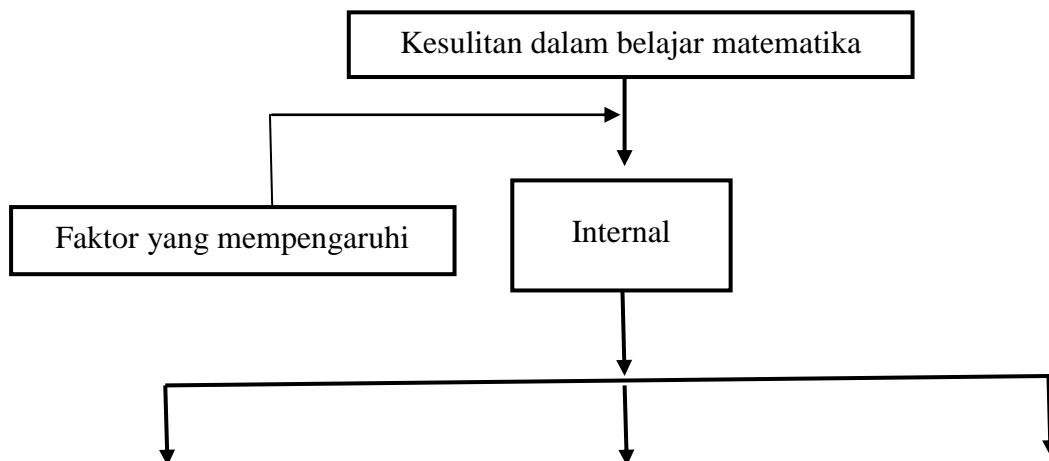 Kesulitan dalam belajar matematika
Faktor yang mempengaruhi
Internal